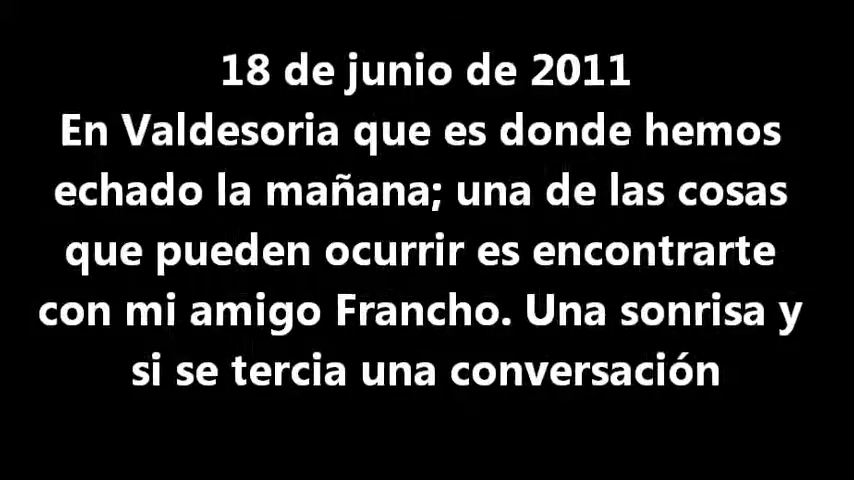 18 de junio de 2011
En Valdesoria que es donde hemos
echado la mañana; una de las cosas
que pueden ocurrir es encontrarte
con mi amigo Francho. Una sonrisa y
si se tercia una conversación